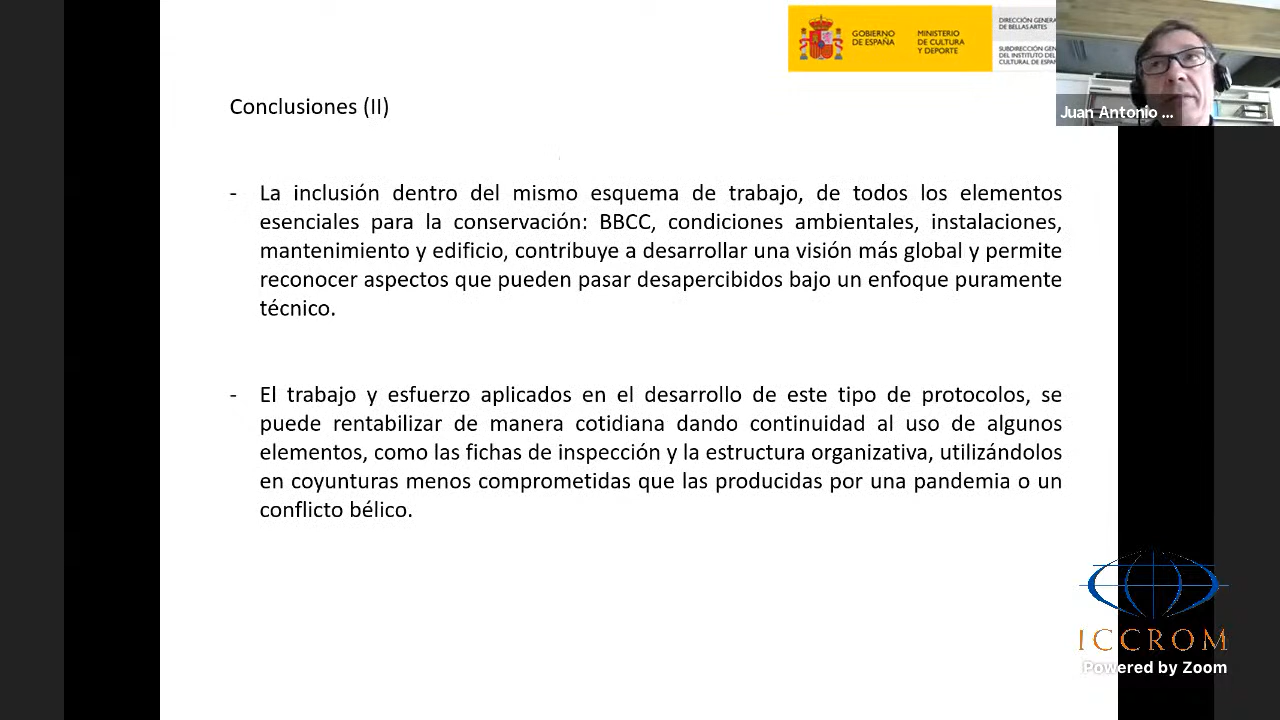 GOBIERNO
DE ESPAÑA
MINISTERIO
DE CULTURA
Y DEPORTE
DIRECCIÓN GENERA
DE BELLAS ARTES
SUBDIRECCIÓN GEN
DEL INSTITUTO DEL
CULTURAL DE ESPAÑ
Juan Antonio ...
Conclusiones (II)
- La inclusión dentro del mismo esquema de trabajo, de todos los elementos
esenciales para la conservación: BBCC, condiciones ambientales, instalaciones,
mantenimiento y edificio, contribuye a desarrollar una visión más global y permite
reconocer aspectos que pueden pasar desapercibidos bajo un enfoque puramente
técnico.
- El trabajo y esfuerzo aplicados en el desarrollo de este tipo de protocolos, se
puede rentabilizar de manera cotidiana dando continuidad al uso de algunos
elementos, como las fichas de inspección y la estructura organizativa, utilizándolos
en coyunturas menos comprometidas que las producidas por una pandemia o un
conflicto bélico.
ICCROM
Powered by Zoom